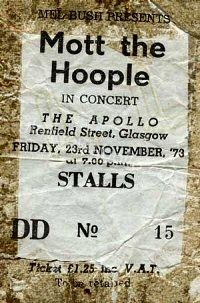 MEL BUSH PRESENTS
Mott the
Hoople
IN CONCERT
THE APOLLO
Renfield Street, Glasgow
FRIDAY, 23rd NOVEMBER, '73
at 7.00 p.m.
STALLS
DD No 15
Ticket £1.25 inc V.A.T.
To be retained